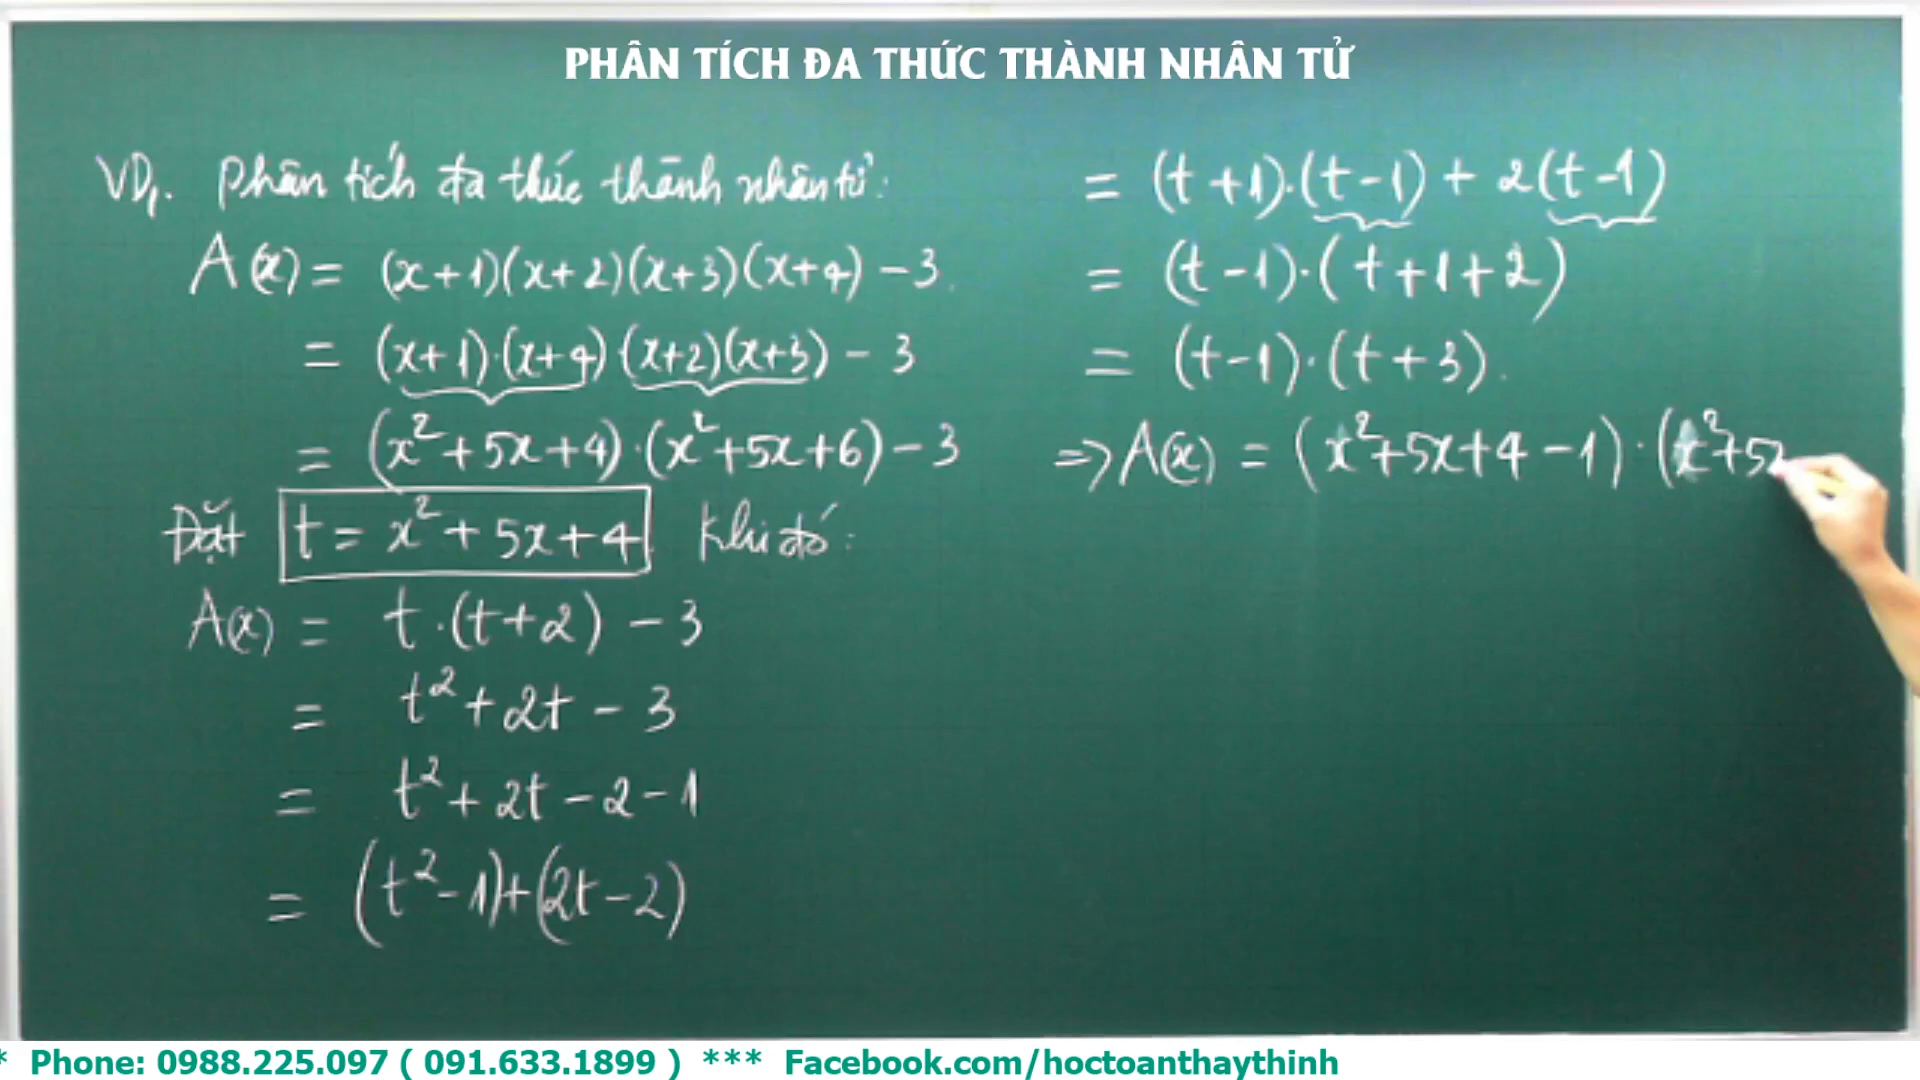 PHÂN TÍCH ĐA THỨC THÀNH NHÂN TỬ
VD₁. Phân tích đa thức thành nhân tử:
A(x) = (x+1)(x+2)(x+3)(x+4) - 3.
= (x+1)·(x+4)(x+2)(x+3) - 3
= (x²+5x+4)·(x²+5x+6) - 3
Đặt t = x² + 5x + 4. Khi đó:
A(x) = t·(t+2) - 3
= t² + 2t - 3
= t² + 2t - 2 - 1
= (t² - 1) + (2t - 2)
= (t+1)·(t-1) + 2(t-1)
= (t-1)·(t+1+2)
= (t-1)·(t+3).
=> A(x) = (x²+5x+4-1)·(x²+5x
* Phone: 0988.225.097 ( 091.633.1899 ) *** Facebook.com/hoctoanthaythinh